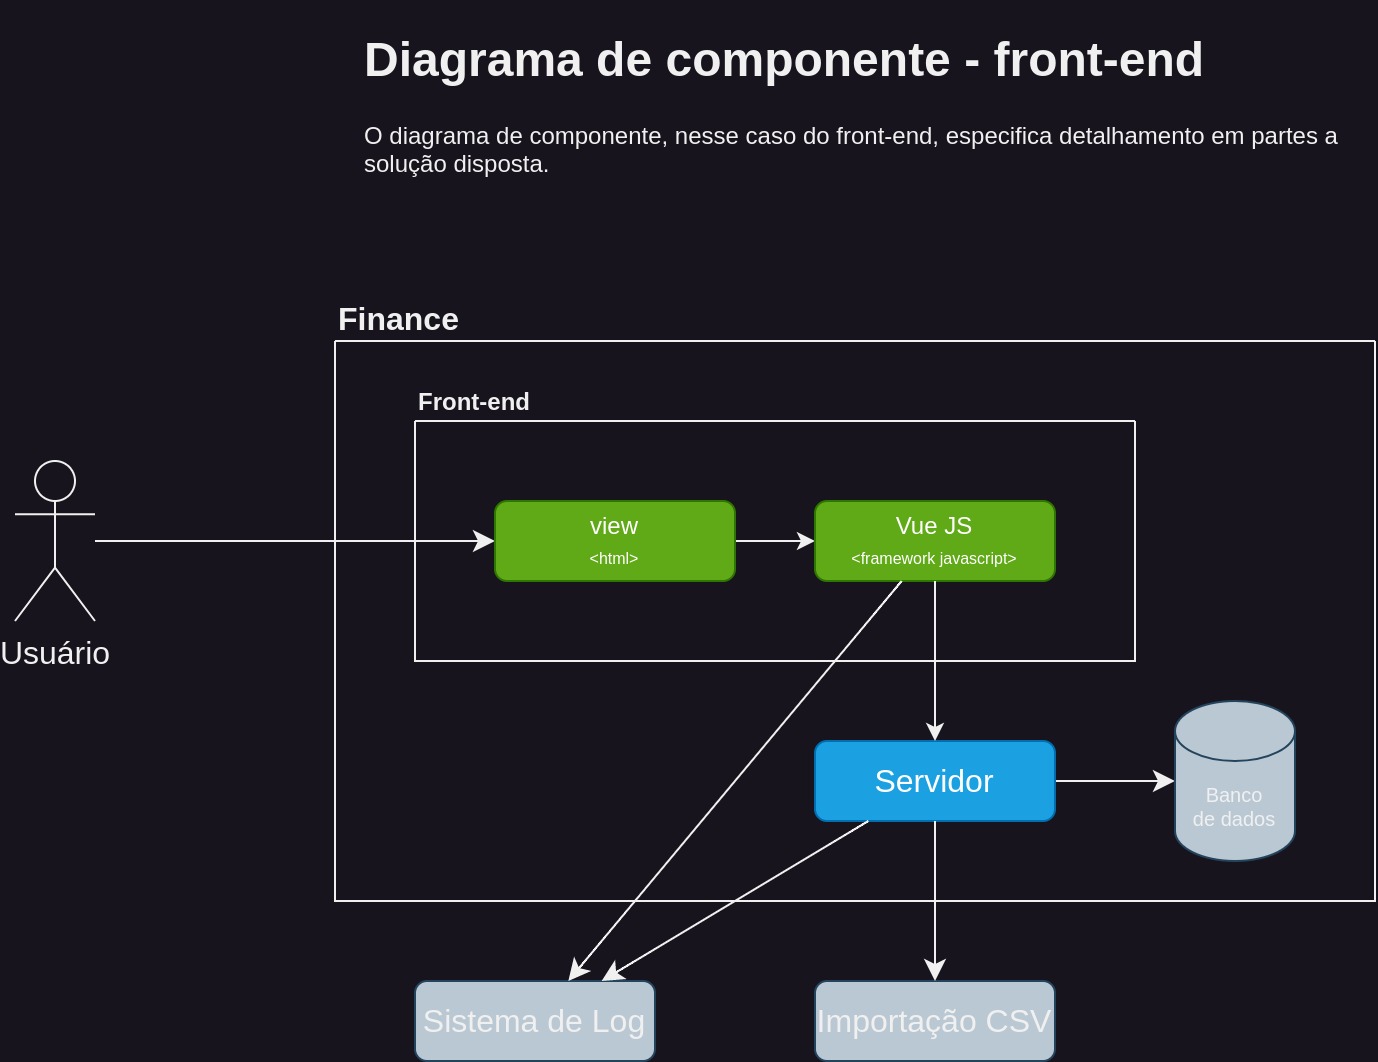 Diagrama de componente - front-end
O diagrama de componente, nesse caso do front-end, especifica detalhamento em partes a
solução disposta.
Finance
Front-end
view
<html>
Vue JS
<framework javascript>
Usuário
Servidor
Banco
de dados
Sistema de Log
Importação CSV